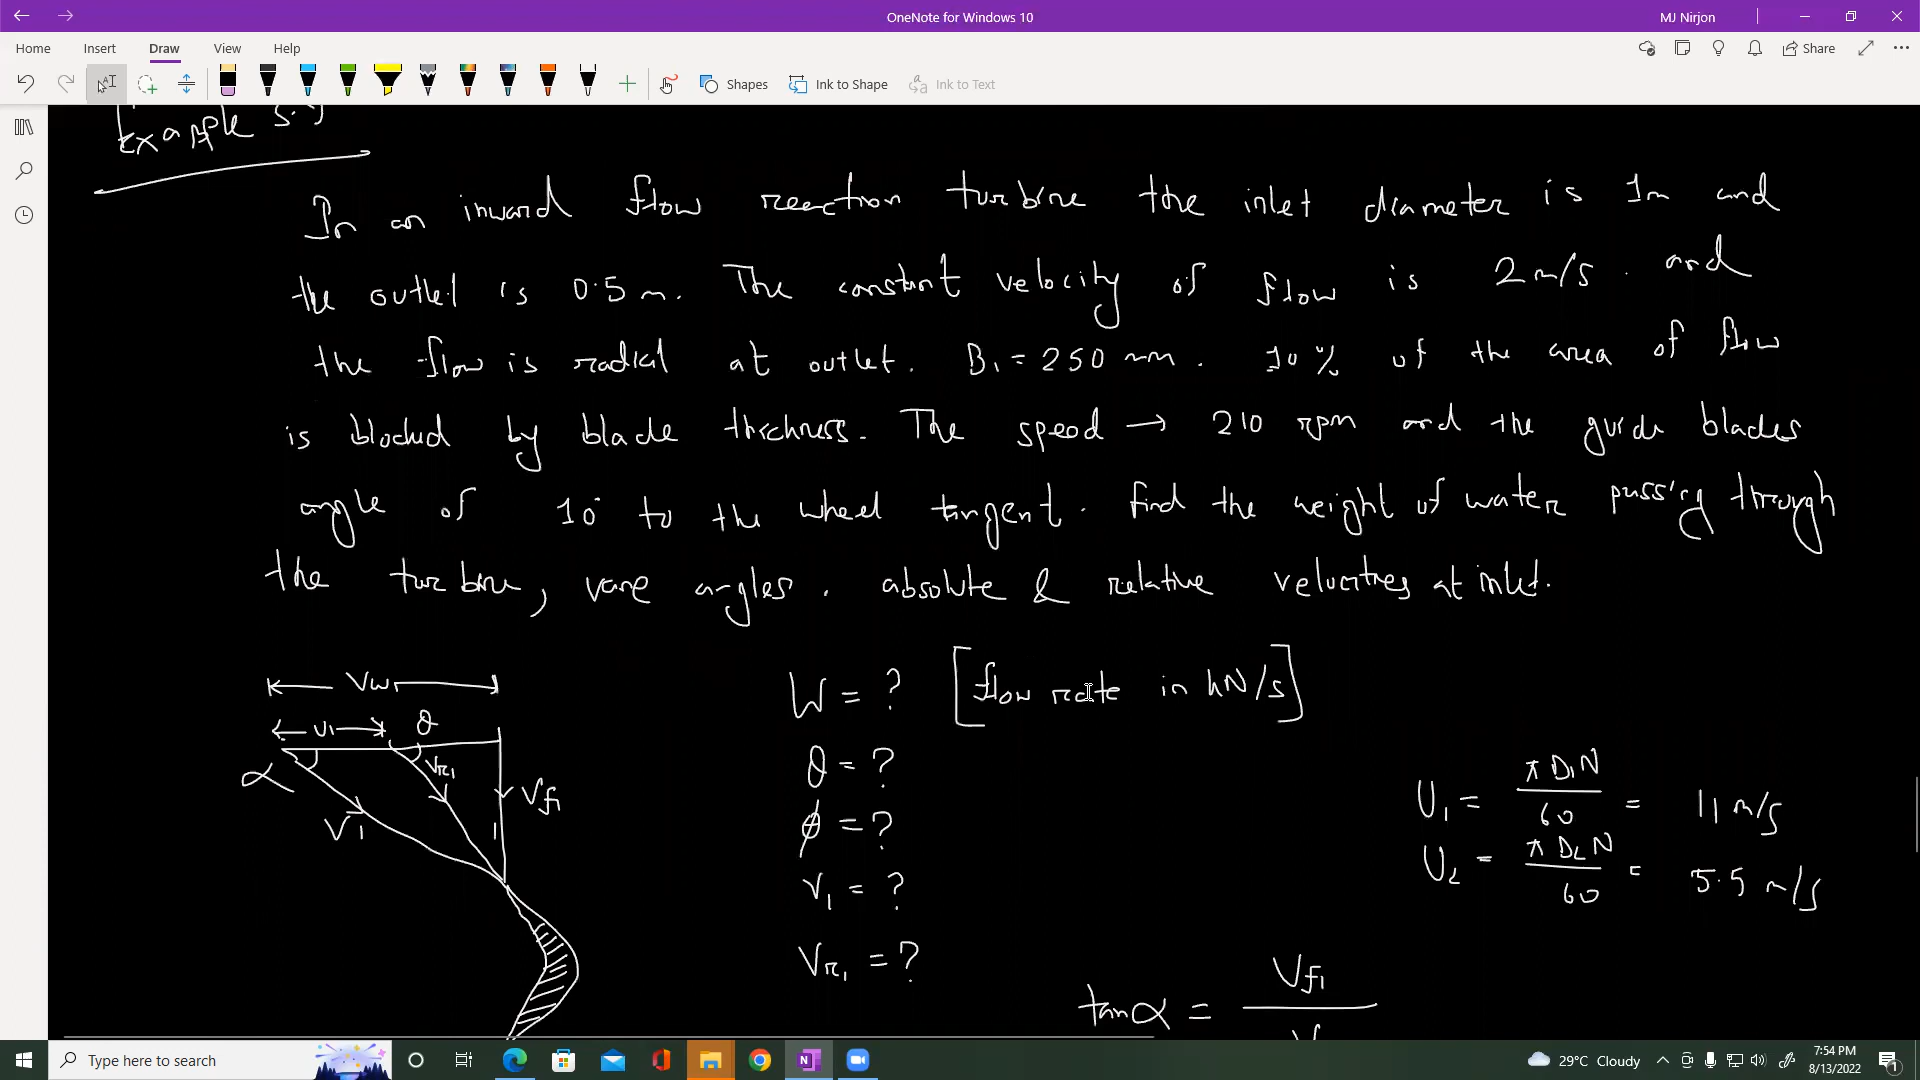 OneNote for Windows 10
MJ Nirjon
Home Insert Draw View Help
Share
Shapes
Ink to Shape
Ink to Text
Example 5.9
In an inward flow reaction turbine the inlet diameter is 1m and
the outlet is 0.5 m. The constant velocity of flow is 2 m/s. and
the flow is radial at outlet. B₁ = 250 mm. 10% of the area of flow
is blocked by blade thickness. The speed → 210 rpm and the guide blades
angle of 10° to the wheel tangent. Find the weight of water passing through
the turbine, vane angles. absolute & relative velocities at inlet.
W = ? [flow rate in kN/s]
θ = ?
ϕ = ?
V₁ = ?
Vr₁ = ?
Vw₁
u₁ θ
α Vr₁ Vf₁
V₁
U₁ = πD₁N / 60 = 11 m/s
U₂ = πD₂N / 60 = 5.5 m/s
tanα = Vf₁
Type here to search
29°C Cloudy
7:54 PM
8/13/2022
1